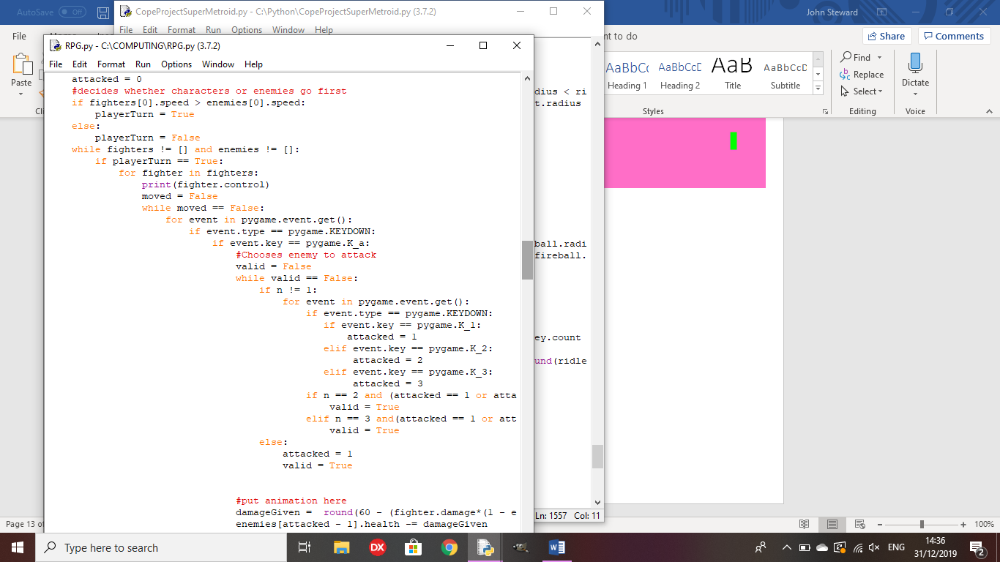 AutoSave Off
CopeProjectSuperMetroid.py - C:\Python\CopeProjectSuperMetroid.py (3.7.2)
John Steward
File Edit Format Run Options Window Help
File
nt to do
Share Comments
RPG.py - C:\COMPUTING\RPG.py (3.7.2)
File Edit Format Run Options Window Help
Paste
AaBbCc AaBbCcD AaB AaBbCcD
Heading 1 Heading 2 Title Subtitle
Find
Replace
Select
Dictate
Styles
Editing
Voice
attacked = 0
#decides whether characters or enemies go first
if fighters[0].speed > enemies[0].speed:
playerTurn = True
else:
playerTurn = False
while fighters != [] and enemies != []:
if playerTurn == True:
for fighter in fighters:
print(fighter.control)
moved = False
while moved == False:
for event in pygame.event.get():
if event.type == pygame.KEYDOWN:
if event.key == pygame.K_a:
#Chooses enemy to attack
valid = False
while valid == False:
if n != 1:
for event in pygame.event.get():
if event.type == pygame.KEYDOWN:
if event.key == pygame.K_1:
attacked = 1
elif event.key == pygame.K_2:
attacked = 2
elif event.key == pygame.K_3:
attacked = 3
if n == 2 and (attacked == 1 or atta
valid = True
elif n == 3 and(attacked == 1 or att
valid = True
else:
attacked = 1
valid = True
#put animation here
damageGiven = round(60 - (fighter.damage*(1 - e
enemies[attacked - 1].health -= damageGiven
dius < ri
t.radius
ball.radi
fireball.
ey.count
und(ridle
Ln: 1557 Col: 11
Page 13 of
100%
Type here to search
DX
ENG
14:36
31/12/2019
2